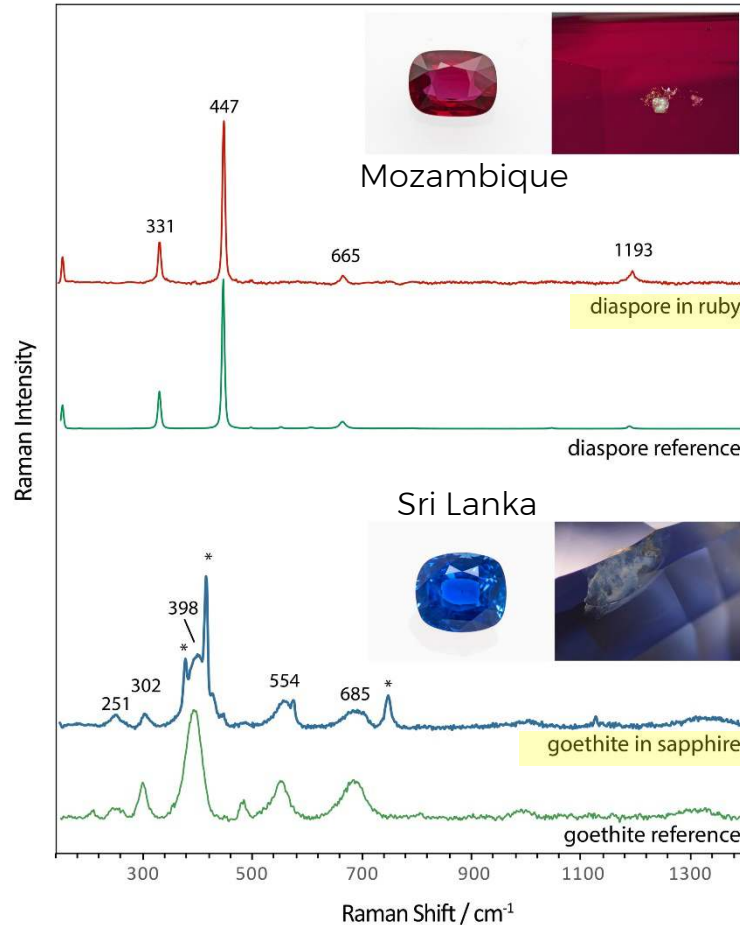 447
Mozambique
331
665
1193
diaspore in ruby
Raman Intensity
diaspore reference
Sri Lanka
*
398
*
554
*
302
685
251
goethite in sapphire
goethite reference
300 500 700 900 1100 1300
Raman Shift / cm⁻¹